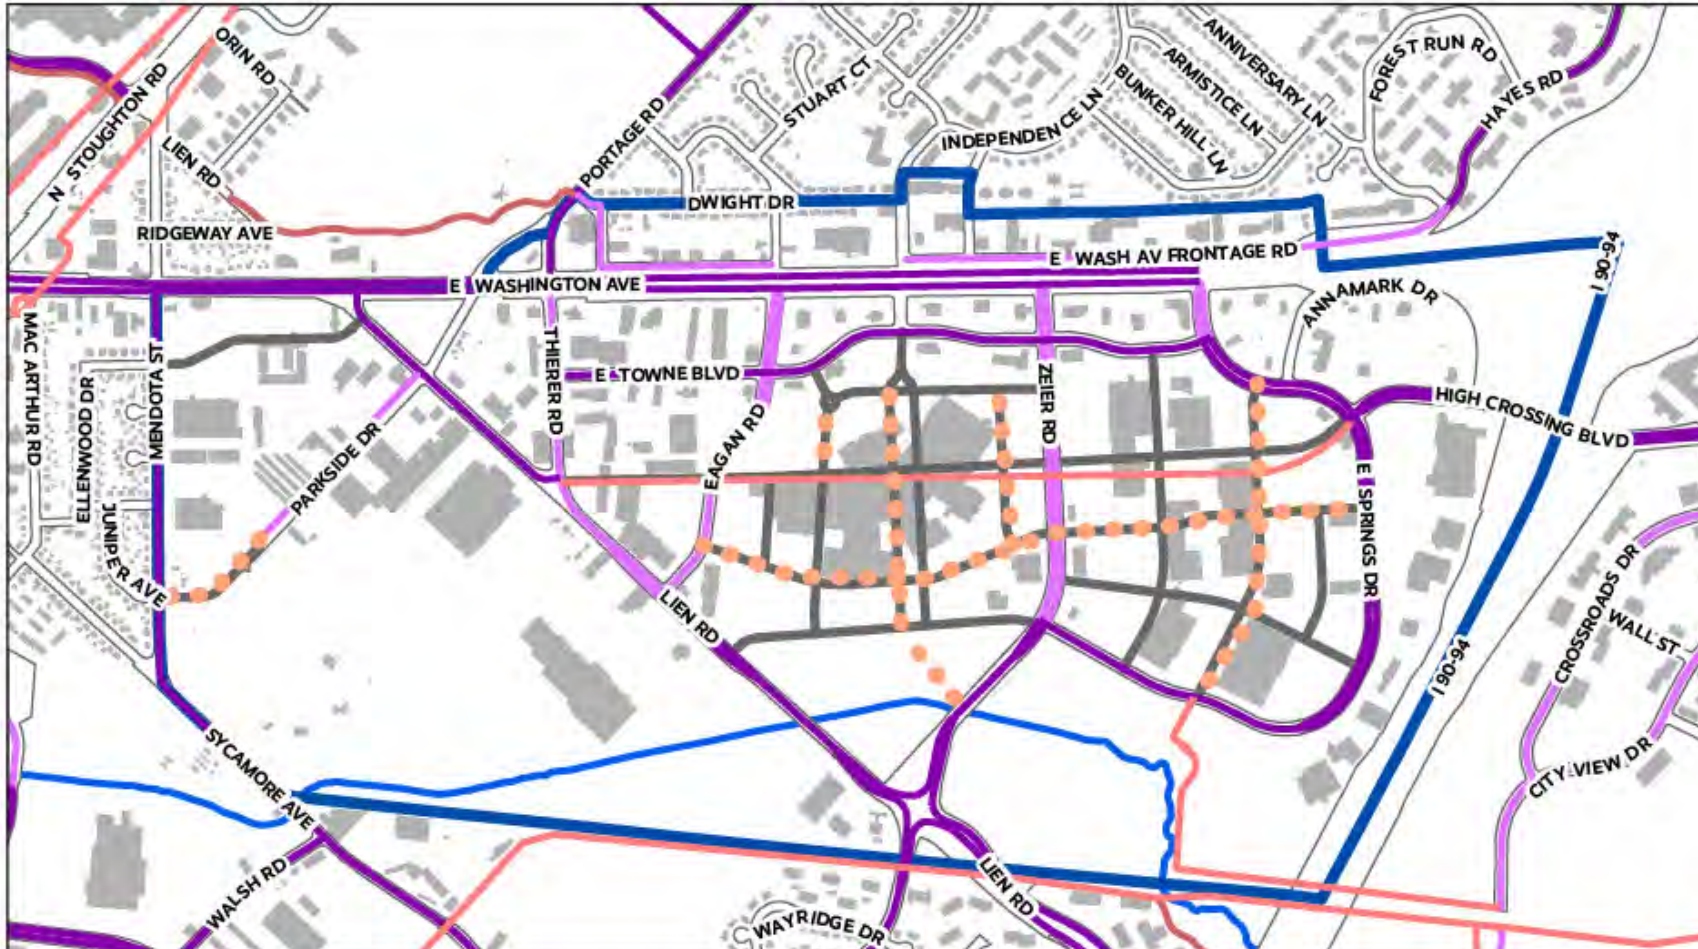 ORIN RD
N STOUGHTON RD
LIEN RD
RIDGEWAY AVE
PORTAGE RD
STUART CT
DWIGHT DR
INDEPENDENCE LN
ANNIVERSARY LN
ARMISTICE LN
BUNKER HILL LN
FOREST RUN RD
HAYES RD
E WASH AV FRONTAGE RD
I 90-94
E WASHINGTON AVE
ANNAMARK DR
MAC ARTHUR RD
ELLENWOOD DR
MENDOTA ST
JUNIPER AVE
PARKSIDE DR
THIERER RD
E TOWNE BLVD
EAGAN RD
ZEIER RD
HIGH CROSSING BLVD
E SPRINGS DR
LIEN RD
CROSSROADS DR
WALL ST
I 90-94
CITY VIEW DR
SYCAMORE AVE
WALSH RD
WAYRIDGE DR
LIEN RD